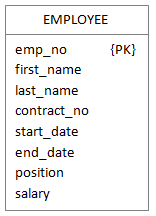 EMPLOYEE
emp_no {PK}
first_name
last_name
contract_no
start_date
end_date
position
salary